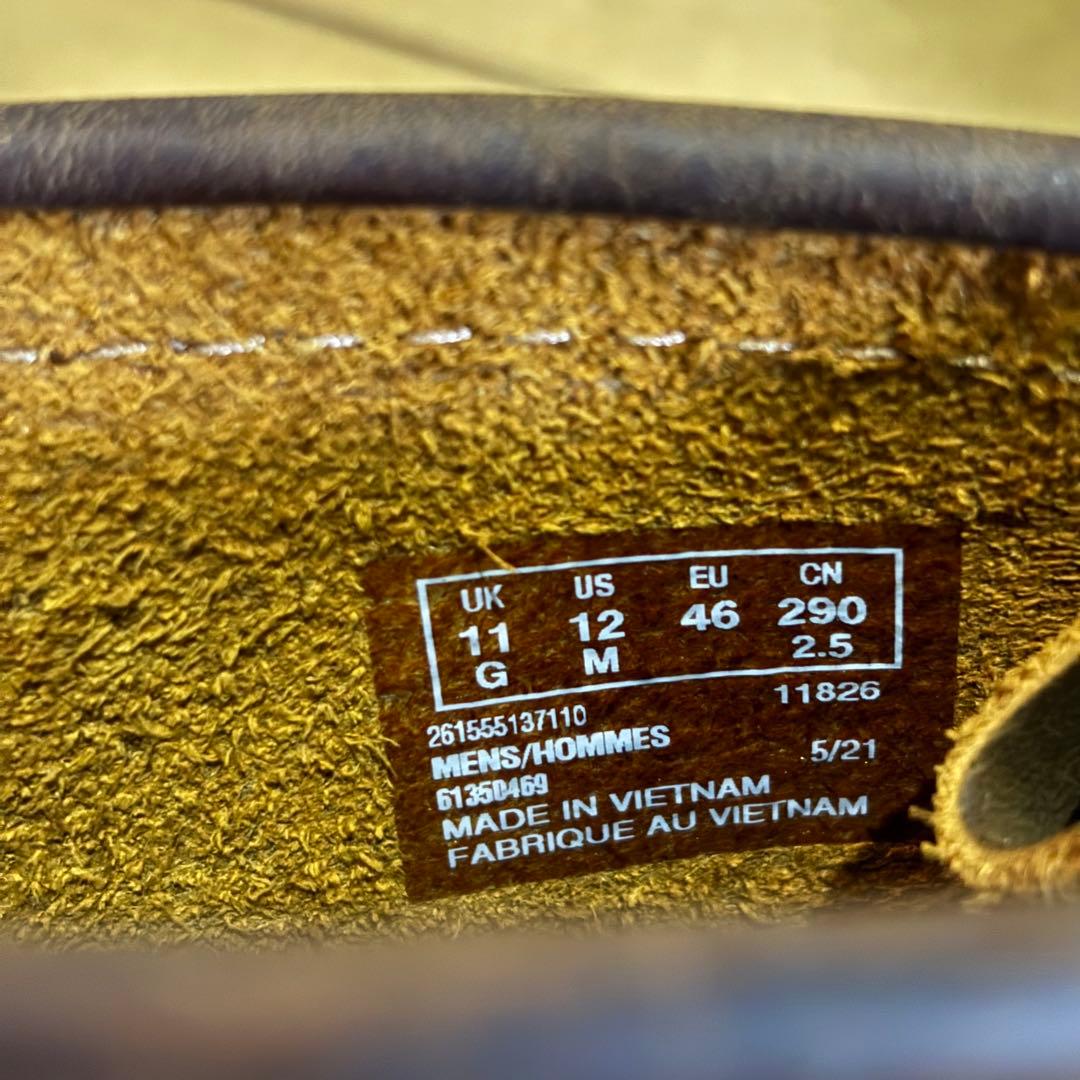 UK US EU CN
11 12 46 290
G M 2.5
11826
261555137110
MENS/HOMMES 5/21
61350469
MADE IN VIETNAM
FABRIQUE AU VIETNAM